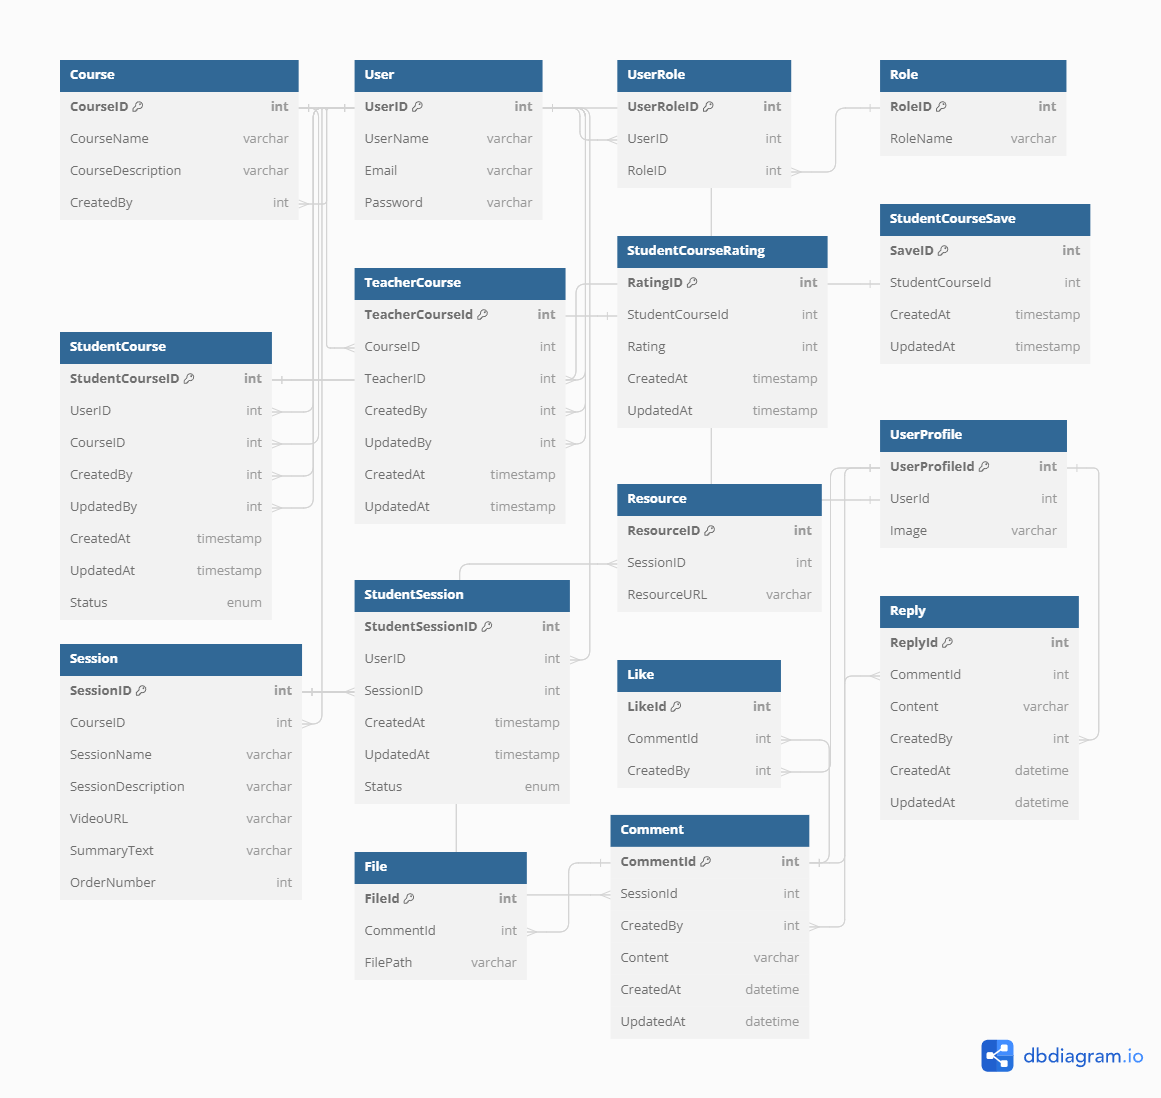 Course
CourseID int
CourseName varchar
CourseDescription varchar
CreatedBy int
User
UserID int
UserName varchar
Email varchar
Password varchar
UserRole
UserRoleID int
UserID int
RoleID int
Role
RoleID int
RoleName varchar
StudentCourseSave
SaveID int
StudentCourseId int
CreatedAt timestamp
UpdatedAt timestamp
StudentCourseRating
RatingID int
StudentCourseId int
Rating int
CreatedAt timestamp
UpdatedAt timestamp
TeacherCourse
TeacherCourseId int
CourseID int
TeacherID int
CreatedBy int
UpdatedBy int
CreatedAt timestamp
UpdatedAt timestamp
StudentCourse
StudentCourseID int
UserID int
CourseID int
CreatedBy int
UpdatedBy int
CreatedAt timestamp
UpdatedAt timestamp
Status enum
UserProfile
UserProfileId int
UserId int
Image varchar
Resource
ResourceID int
SessionID int
ResourceURL varchar
StudentSession
StudentSessionID int
UserID int
SessionID int
CreatedAt timestamp
UpdatedAt timestamp
Status enum
Reply
ReplyId int
CommentId int
Content varchar
CreatedBy int
CreatedAt datetime
UpdatedAt datetime
Session
SessionID int
CourseID int
SessionName varchar
SessionDescription varchar
VideoURL varchar
SummaryText varchar
OrderNumber int
Like
LikeId int
CommentId int
CreatedBy int
Comment
CommentId int
SessionId int
CreatedBy int
Content varchar
CreatedAt datetime
UpdatedAt datetime
File
FileId int
CommentId int
FilePath varchar
dbdiagram.io